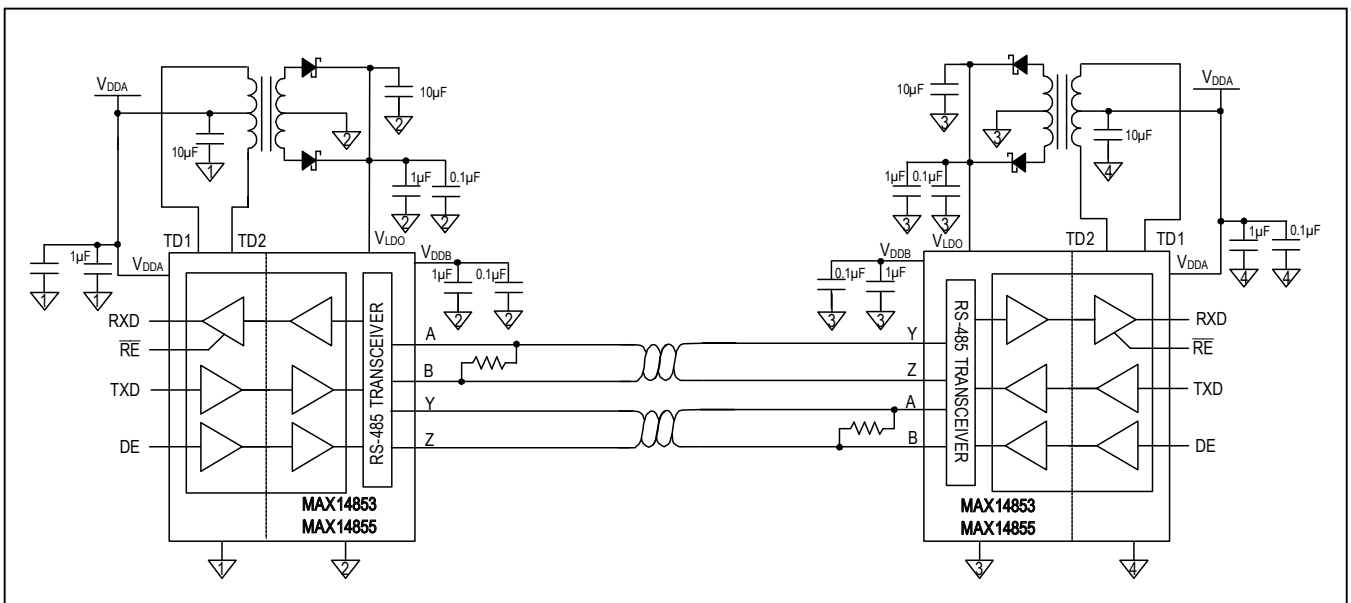 VDDA
10µF
2
2
10µF
1
1µF
2
0.1µF
2
1µF
1
1
TD1
TD2
VLDO
VDDA
VDDB
1µF
2
0.1µF
2
RXD
RE
TXD
DE
RS-485 TRANSCEIVER
A
B
Y
Z
MAX14853
MAX14855
1
2
10µF
3
3
VDDA
10µF
4
1µF
3
0.1µF
3
VLDO
TD2
TD1
1µF
4
0.1µF
4
VDDB
0.1µF
3
1µF
3
VDDA
Y
Z
A
B
RS-485 TRANSCEIVER
RXD
RE
TXD
DE
MAX14853
MAX14855
3
4